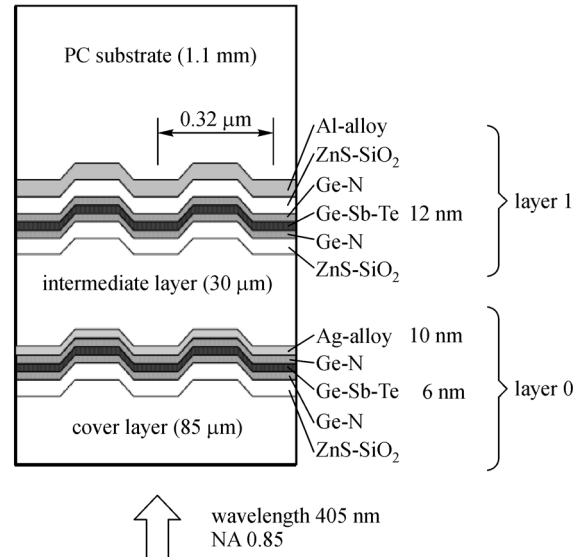 PC substrate (1.1 mm)
0.32 μm
Al-alloy
ZnS-SiO₂
Ge-N
Ge-Sb-Te 12 nm
Ge-N
ZnS-SiO₂
layer 1
intermediate layer (30 μm)
Ag-alloy 10 nm
Ge-N
Ge-Sb-Te 6 nm
Ge-N
ZnS-SiO₂
layer 0
cover layer (85 μm)
wavelength 405 nm
NA 0.85